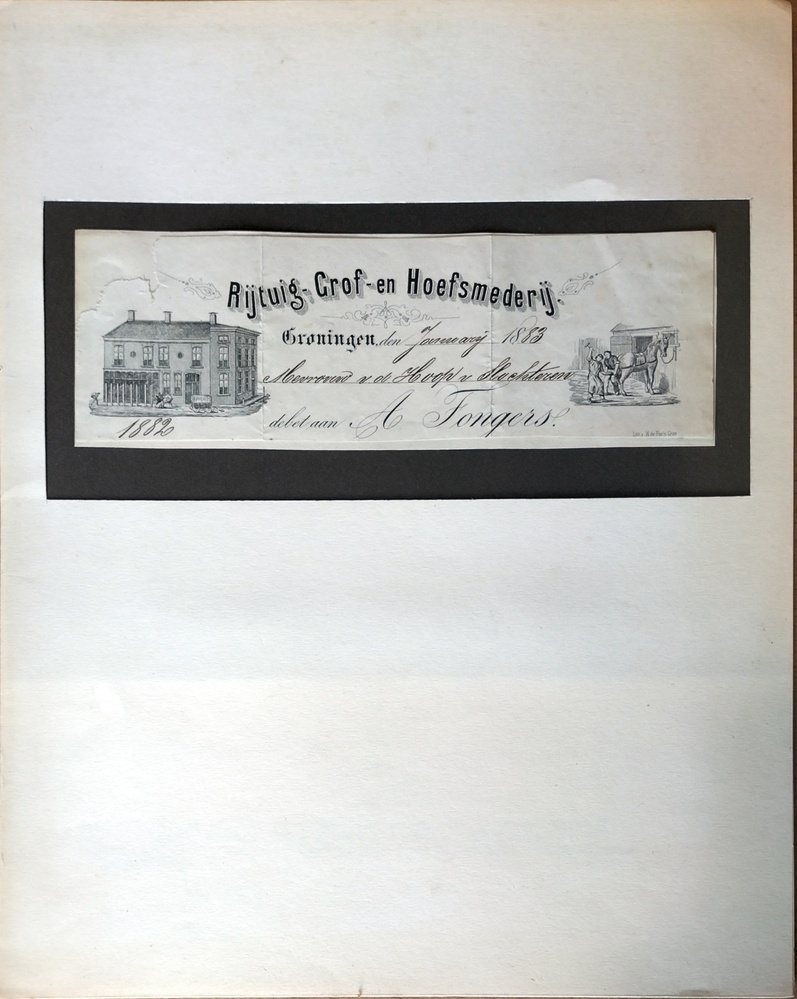 Rijtuig-Grof-en Hoefsmederij.
Groningen, den Januarij 1883
Mevrouw v d Hoop v Slochteren
debet aan A Fongers.
1882